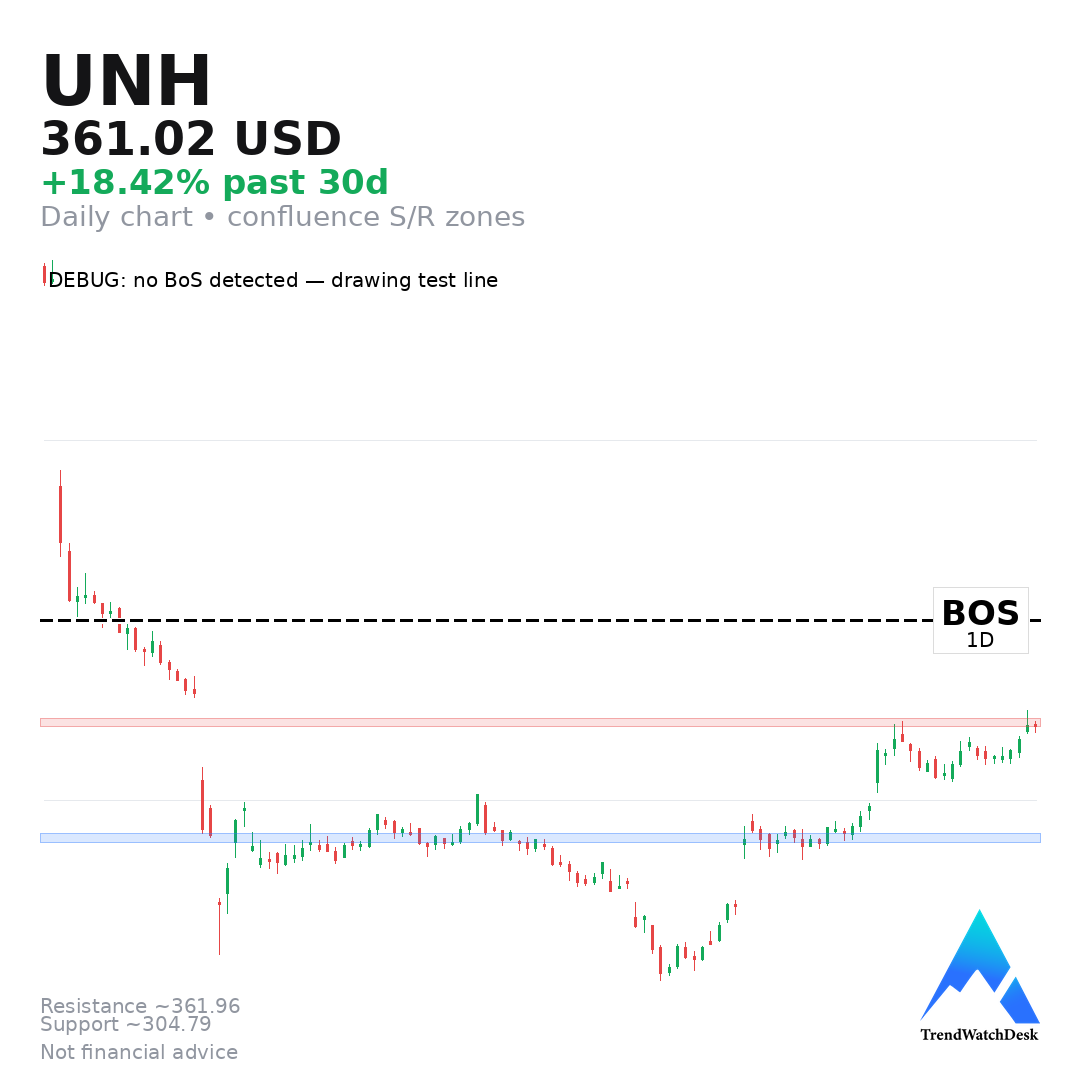 UNH
361.02 USD
+18.42% past 30d
Daily chart • confluence S/R zones
DEBUG: no BoS detected — drawing test line
BOS
1D
Resistance ~361.96
Support ~304.79
Not financial advice
TrendWatchDesk